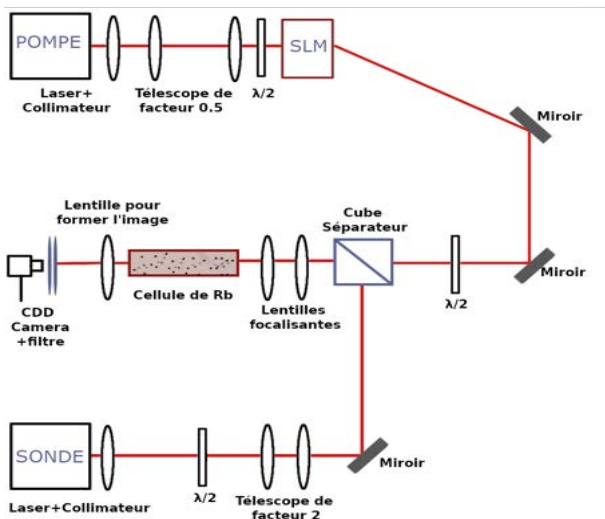 POMPE
SLM
Laser+
Collimateur
Télescope de
facteur 0.5
λ/2
Miroir
Lentille pour
former l'image
Cube
Séparateur
Cellule de Rb
Lentilles
focalisantes
λ/2
Miroir
CDD
Camera
+filtre
SONDE
Laser+Collimateur
λ/2
Télescope de
facteur 2
Miroir